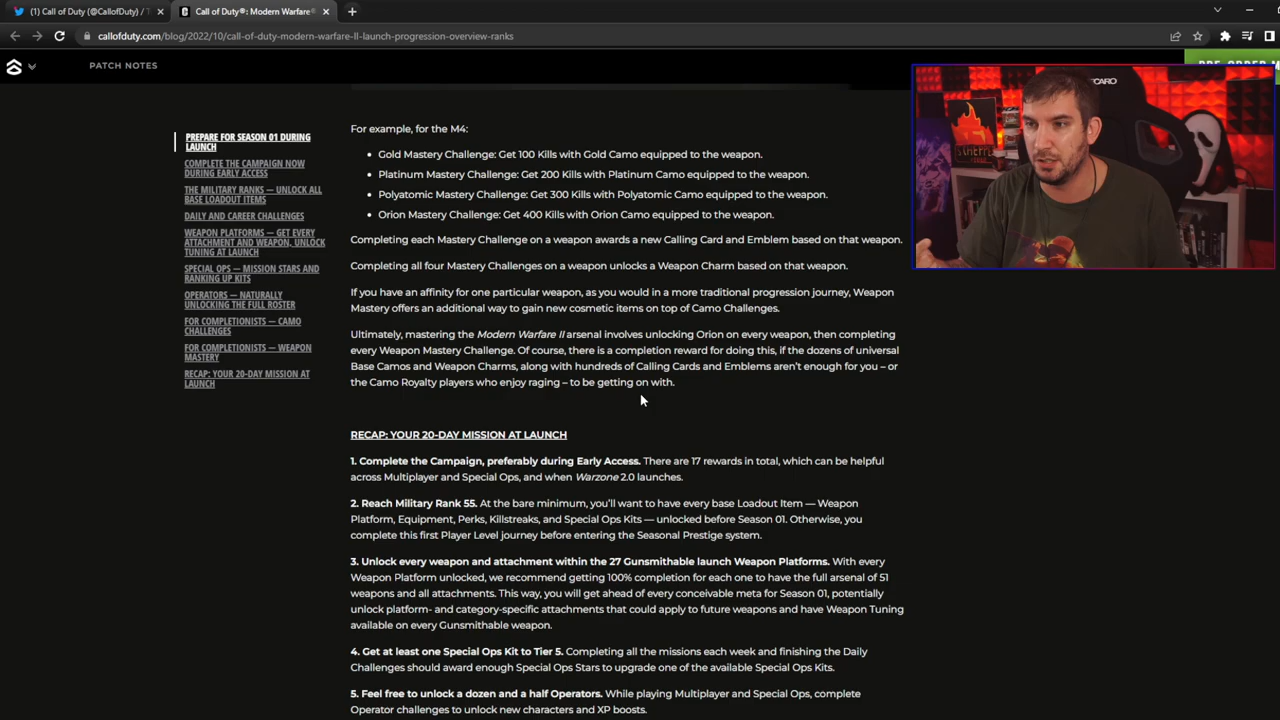 (1) Call of Duty (@CallofDuty) / T
Call of Duty®: Modern Warfare®
callofduty.com/blog/2022/10/call-of-duty-modern-warfare-II-launch-progression-overview-ranks
PATCH NOTES
PREPARE FOR SEASON 01 DURING
LAUNCH
COMPLETE THE CAMPAIGN NOW
DURING EARLY ACCESS
THE MILITARY RANKS — UNLOCK ALL
BASE LOADOUT ITEMS
DAILY AND CAREER CHALLENGES
WEAPON PLATFORMS — GET EVERY
ATTACHMENT AND WEAPON, UNLOCK
TUNING AT LAUNCH
SPECIAL OPS — MISSION STARS AND
RANKING UP KITS
OPERATORS — NATURALLY
UNLOCKING THE FULL ROSTER
FOR COMPLETIONISTS — CAMO
CHALLENGES
FOR COMPLETIONISTS — WEAPON
MASTERY
RECAP: YOUR 20-DAY MISSION AT
LAUNCH
For example, for the M4:
• Gold Mastery Challenge: Get 100 Kills with Gold Camo equipped to the weapon.
• Platinum Mastery Challenge: Get 200 Kills with Platinum Camo equipped to the weapon.
• Polyatomic Mastery Challenge: Get 300 Kills with Polyatomic Camo equipped to the weapon.
• Orion Mastery Challenge: Get 400 Kills with Orion Camo equipped to the weapon.
Completing each Mastery Challenge on a weapon awards a new Calling Card and Emblem based on that weapon.
Completing all four Mastery Challenges on a weapon unlocks a Weapon Charm based on that weapon.
If you have an affinity for one particular weapon, as you would in a more traditional progression journey, Weapon
Mastery offers an additional way to gain new cosmetic items on top of Camo Challenges.
Ultimately, mastering the Modern Warfare II arsenal involves unlocking Orion on every weapon, then completing
every Weapon Mastery Challenge. Of course, there is a completion reward for doing this, if the dozens of universal
Base Camos and Weapon Charms, along with hundreds of Calling Cards and Emblems aren't enough for you – or
the Camo Royalty players who enjoy raging – to be getting on with.
RECAP: YOUR 20-DAY MISSION AT LAUNCH
1. Complete the Campaign, preferably during Early Access. There are 17 rewards in total, which can be helpful
across Multiplayer and Special Ops, and when Warzone 2.0 launches.
2. Reach Military Rank 55. At the bare minimum, you'll want to have every base Loadout Item — Weapon
Platform, Equipment, Perks, Killstreaks, and Special Ops Kits — unlocked before Season 01. Otherwise, you
complete this first Player Level journey before entering the Seasonal Prestige system.
3. Unlock every weapon and attachment within the 27 Gunsmithable launch Weapon Platforms. With every
Weapon Platform unlocked, we recommend getting 100% completion for each one to have the full arsenal of 51
weapons and all attachments. This way, you will get ahead of every conceivable meta for Season 01, potentially
unlock platform- and category-specific attachments that could apply to future weapons and have Weapon Tuning
available on every Gunsmithable weapon.
4. Get at least one Special Ops Kit to Tier 5. Completing all the missions each week and finishing the Daily
Challenges should award enough Special Ops Stars to upgrade one of the available Special Ops Kits.
5. Feel free to unlock a dozen and a half Operators. While playing Multiplayer and Special Ops, complete
Operator challenges to unlock new characters and XP boosts.